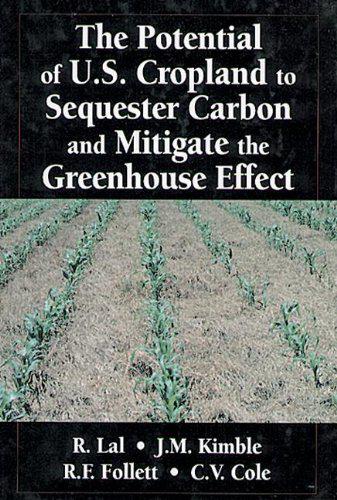 The Potential
of U.S. Cropland to
Sequester Carbon
and Mitigate the
Greenhouse Effect
R. Lal • J.M. Kimble
R.F. Follett • C.V. Cole